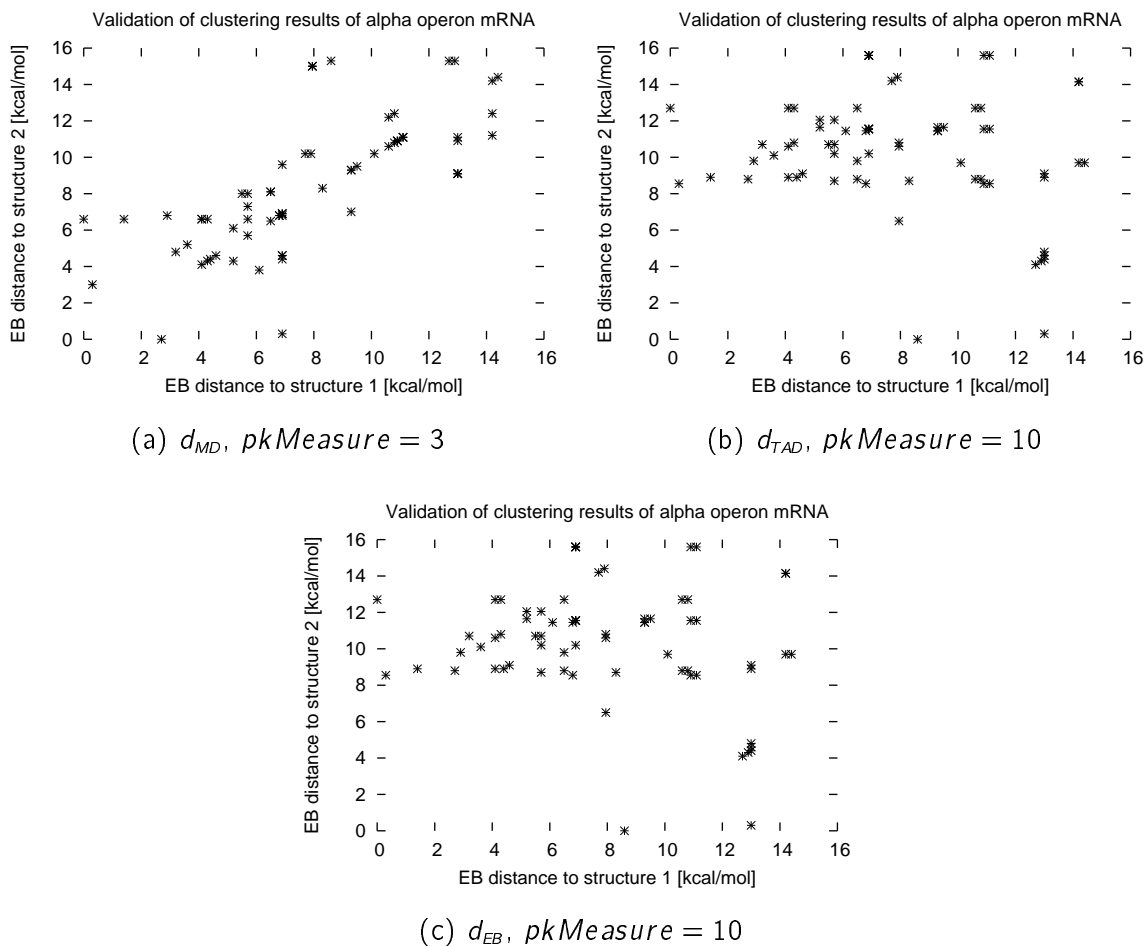 Validation of clustering results of alpha operon mRNA
EB distance to structure 2 [kcal/mol]
16
14
12
10
8
6
4
2
0
0 2 4 6 8 10 12 14 16
EB distance to structure 1 [kcal/mol]
(a) d_MD, pkMeasure = 3
Validation of clustering results of alpha operon mRNA
EB distance to structure 2 [kcal/mol]
16
14
12
10
8
6
4
2
0
0 2 4 6 8 10 12 14 16
EB distance to structure 1 [kcal/mol]
(b) d_TAD, pkMeasure = 10
Validation of clustering results of alpha operon mRNA
EB distance to structure 2 [kcal/mol]
16
14
12
10
8
6
4
2
0
0 2 4 6 8 10 12 14 16
EB distance to structure 1 [kcal/mol]
(c) d_EB, pkMeasure = 10